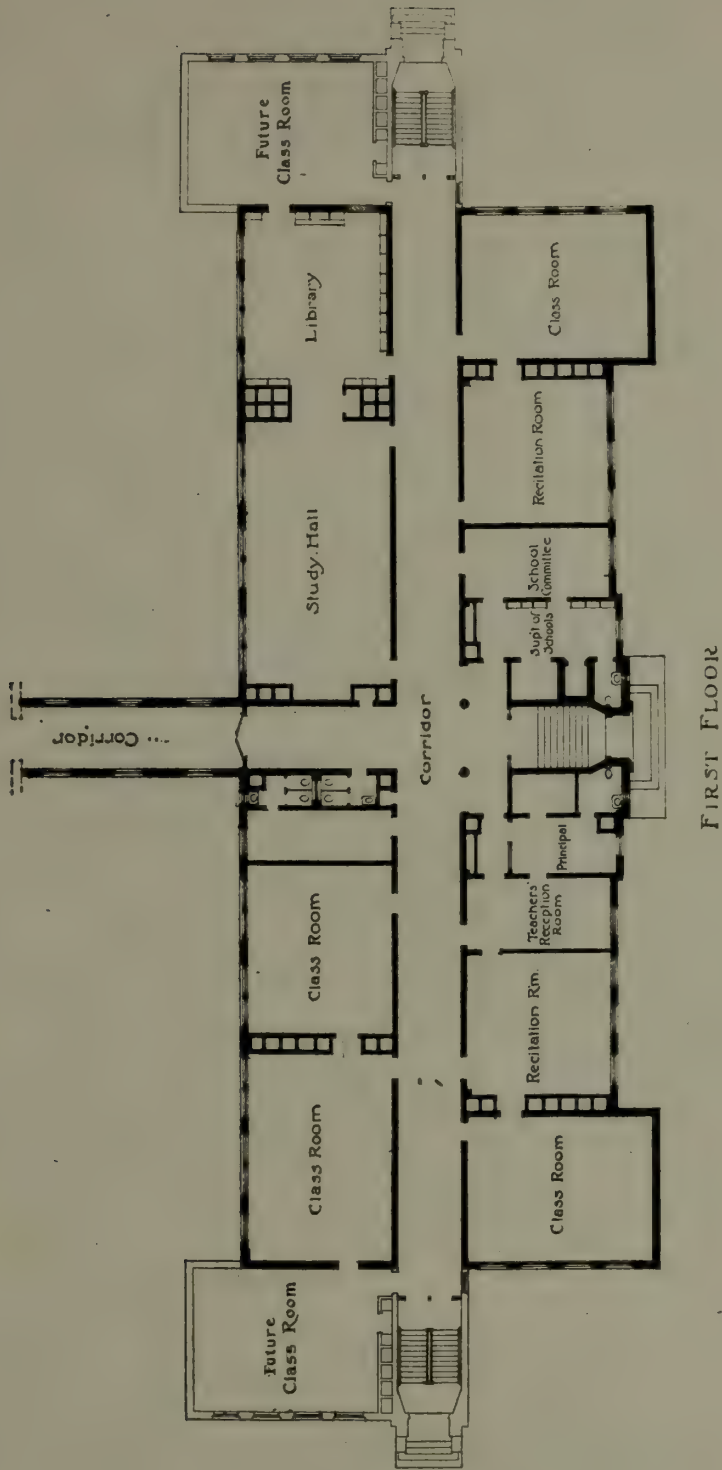 Future
Class Room
Class Room
Class Room
Corridor
Study Hall
Library
Future
Class Room
Corridor
Class Room
Recitation Rm.
Teachers'
Reception
Room
Principal
Sup't of
Schools
School
Committee
Recitation Room
Class Room
FIRST FLOOR